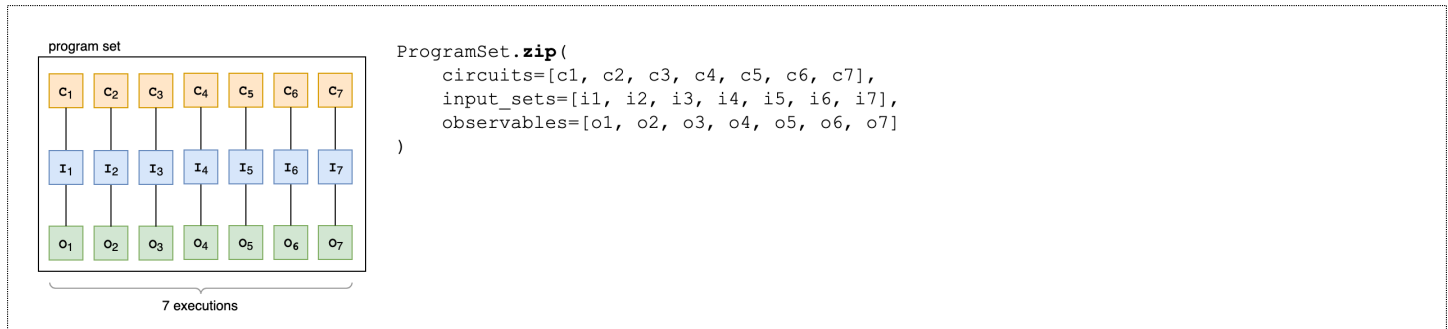 program set
C1 C2 C3 C4 C5 C6 C7
I1 I2 I3 I4 I5 I6 I7
O1 O2 O3 O4 O5 O6 O7
7 executions
ProgramSet.zip(
    circuits=[c1, c2, c3, c4, c5, c6, c7],
    input_sets=[i1, i2, i3, i4, i5, i6, i7],
    observables=[o1, o2, o3, o4, o5, o6, o7]
)